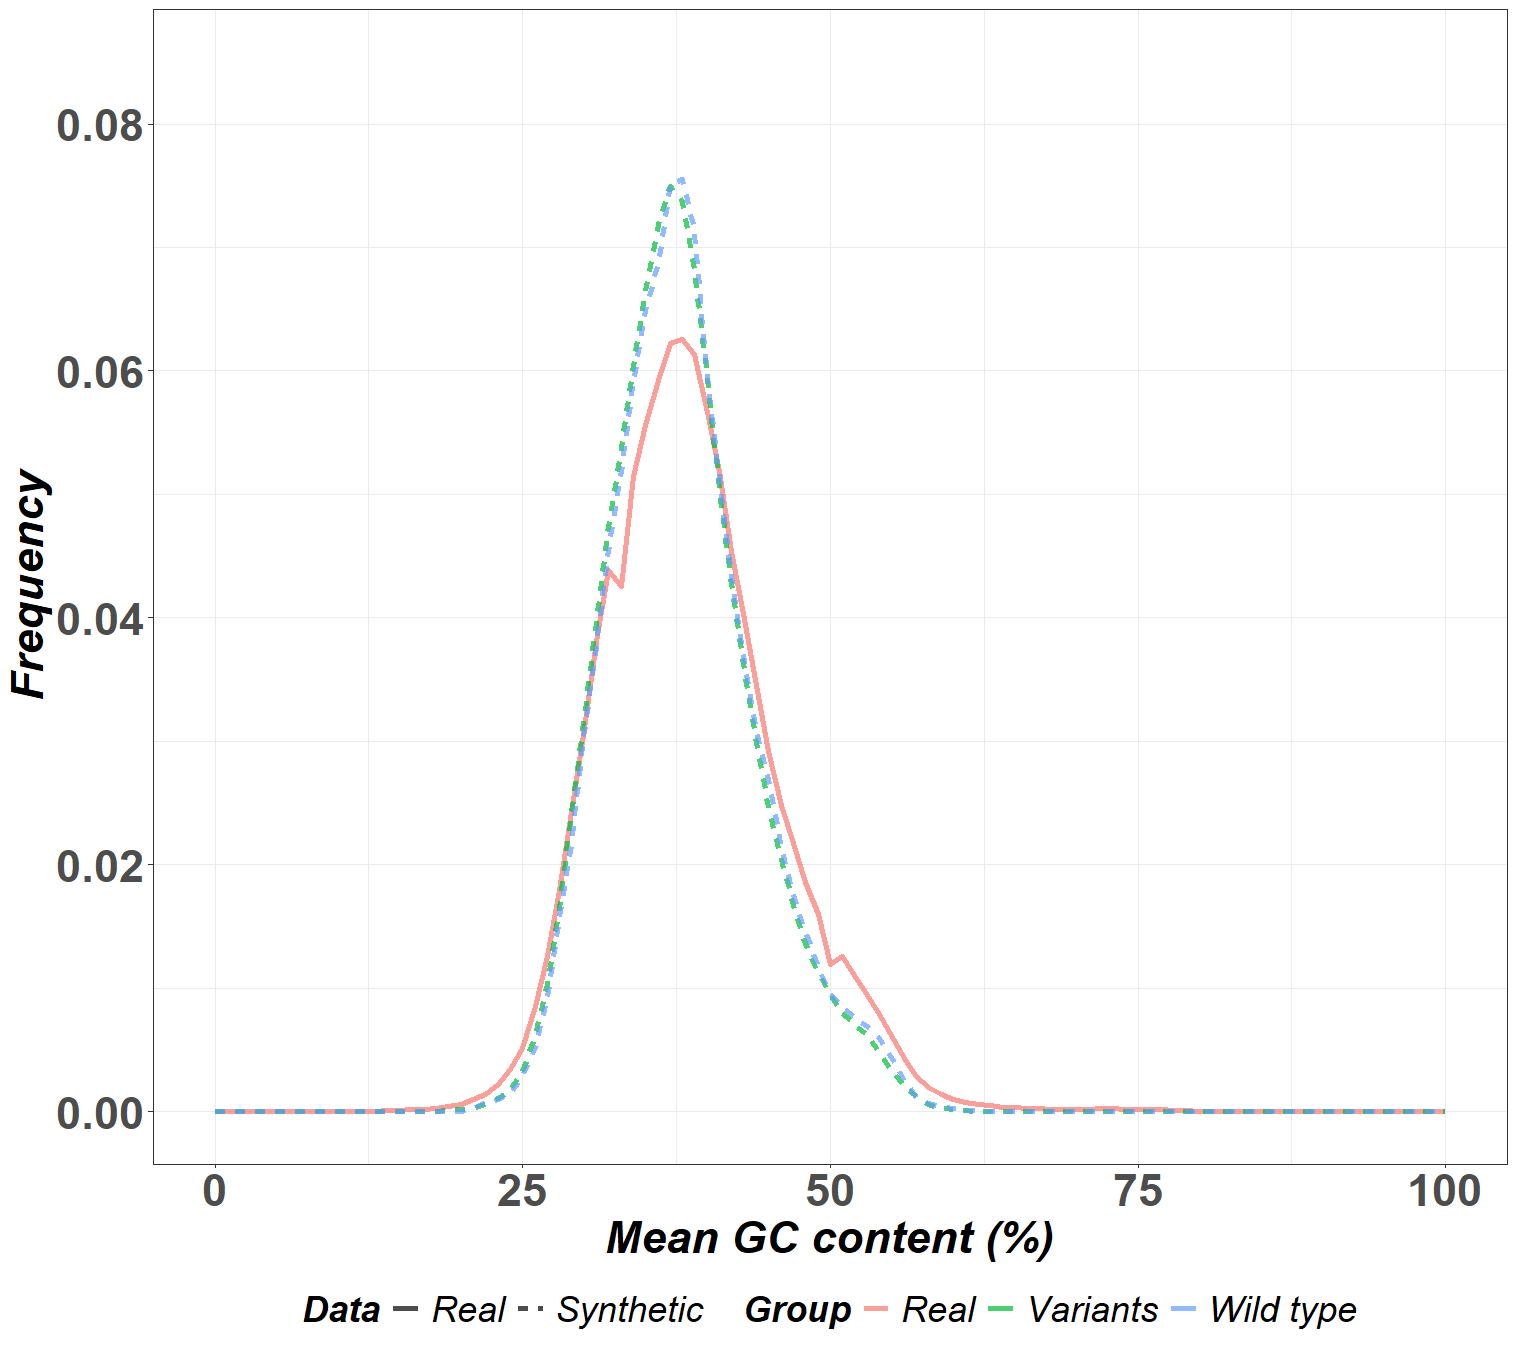 0.08
0.06
0.04
0.02
0.00
Frequency
0 25 50 75 100
Mean GC content (%)
Data Real Synthetic Group Real Variants Wild type